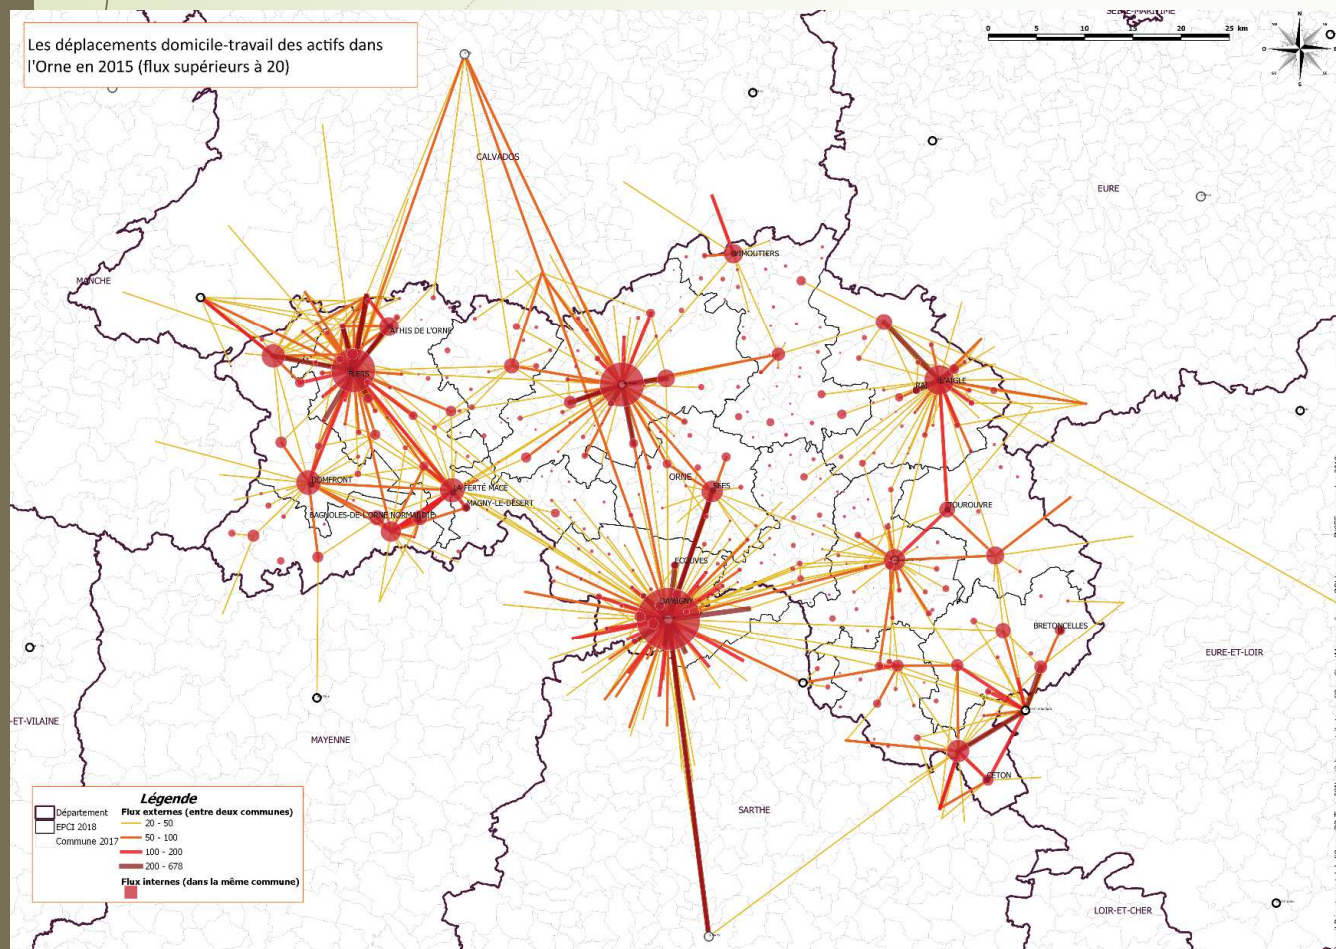 Les déplacements domicile-travail des actifs dans
l'Orne en 2015 (flux supérieurs à 20)
SEINE-MARITIME
0 5 10 15 20 25 km
N
CALVADOS
EURE
MANCHE
VIMOUTIERS
ATHIS DE L'ORNE
FLERS
L'AIGLE
RAI
DOMFRONT
LA FERTÉ MACÉ
MAGNY-LE-DÉSERT
BAGNOLES-DE-L'ORNE NORMANDIE
ORNE
SEES
TOUROUVRE
ECOUVES
DAMIGNY
BRETONCELLES
EURE-ET-LOIR
-ET-VILAINE
MAYENNE
CETON
SARTHE
LOIR-ET-CHER
Légende
Département
EPCI 2018
Commune 2017
Flux externes (entre deux communes)
20 - 50
50 - 100
100 - 200
200 - 678
Flux internes (dans la même commune)